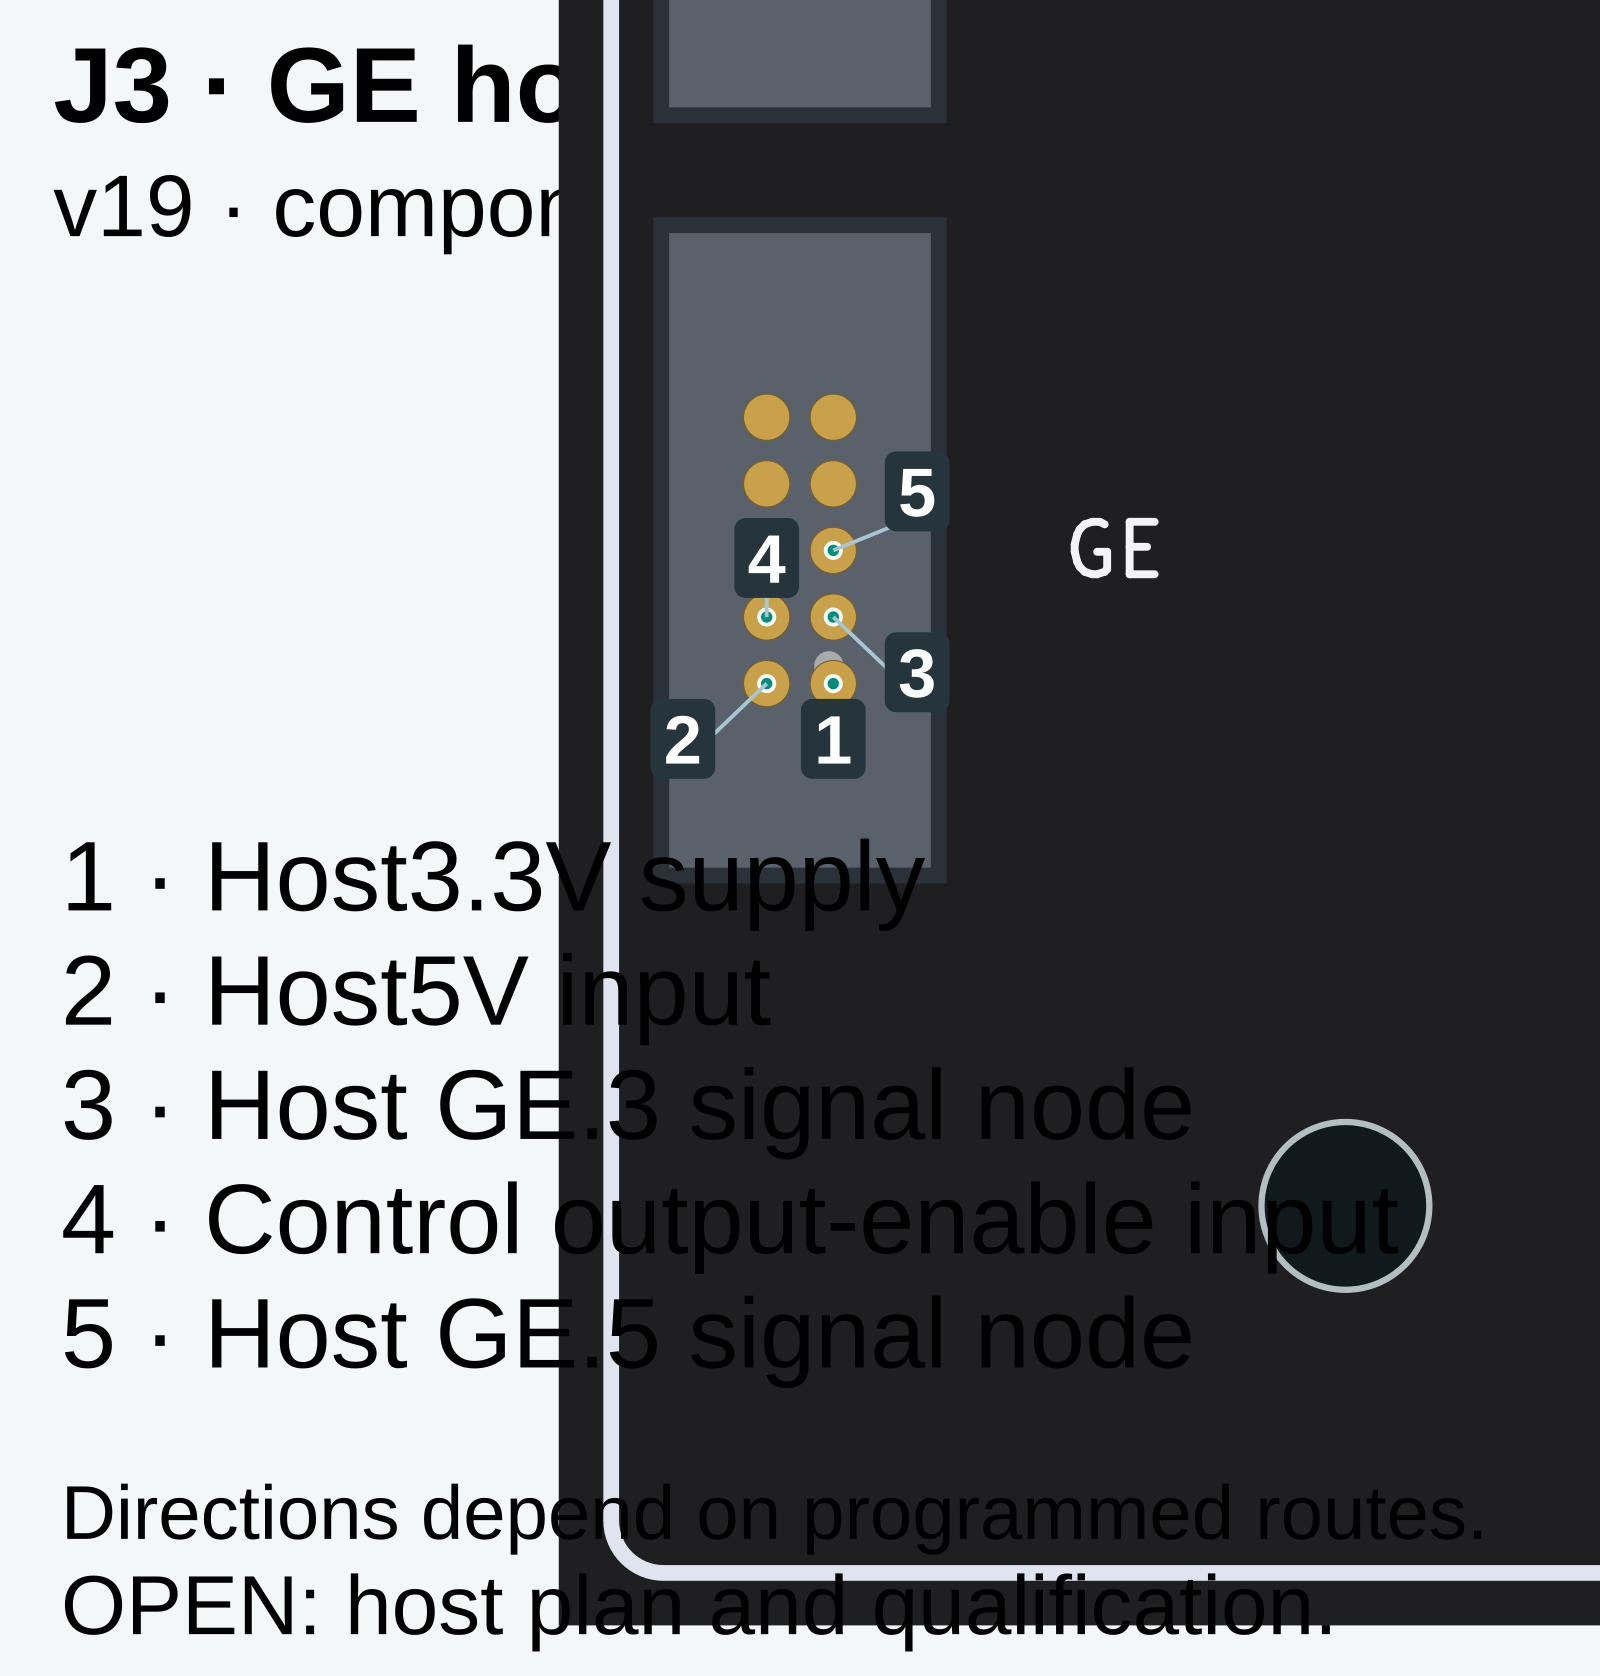 J3 · GE ho
v19 · compon
5
4
GE
3
2
1
1 · Host3.3V supply
2 · Host5V input
3 · Host GE.3 signal node
4 · Control output-enable input
5 · Host GE.5 signal node
Directions depend on programmed routes.
OPEN: host plan and qualification.